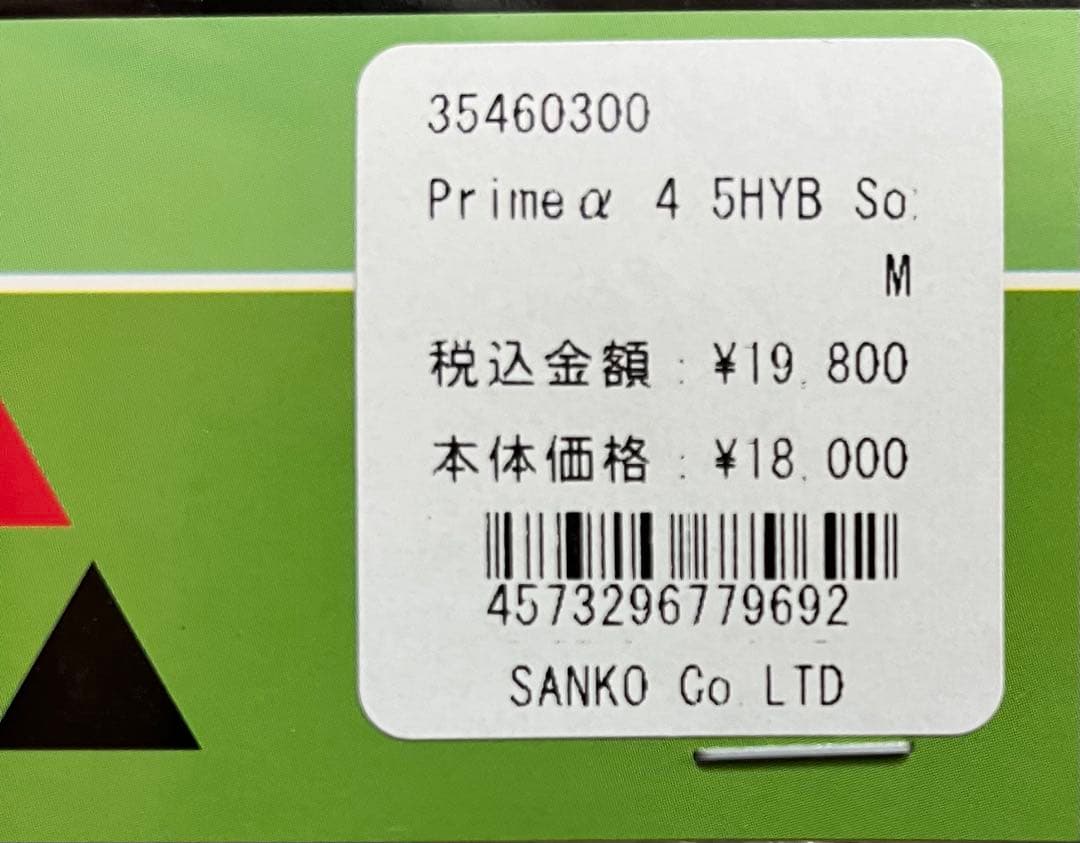 35460300
Primeα 4 5HYB So
M
税込金額:¥19,800
本体価格:¥18,000
4573296779692
SANKO Co LTD